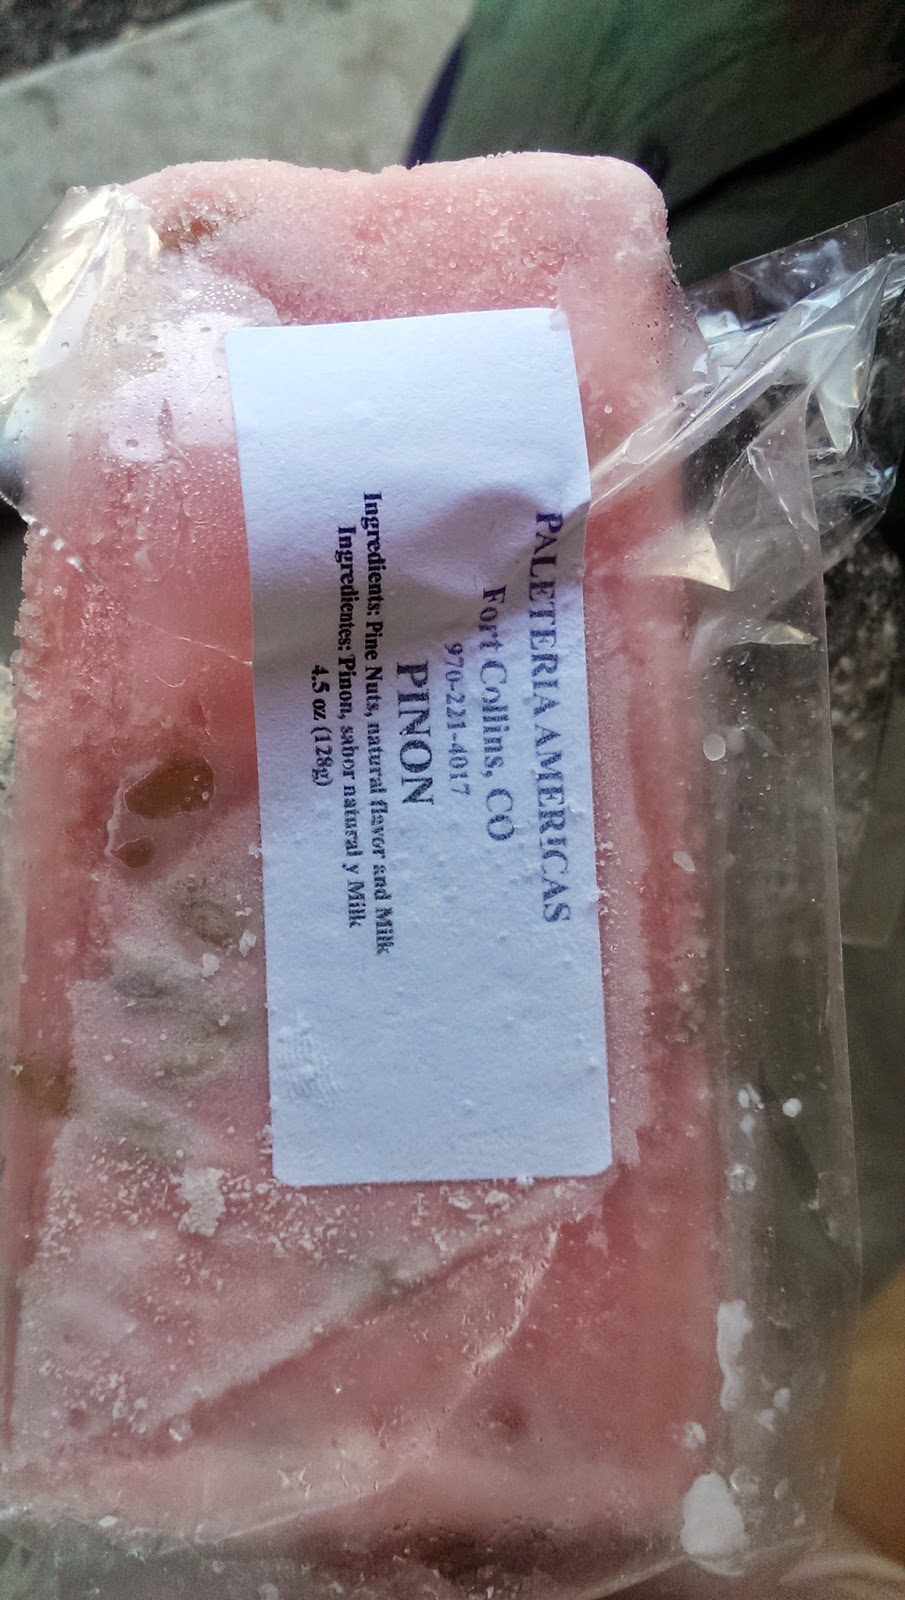 PALETERIA AMERICAS
Fort Collins, CO
970-221-4017
PINON
Ingredients: Pine Nuts, natural flavor and Milk
Ingredientes: Pinon, sabor natural y Milk
4.5 oz (128g)